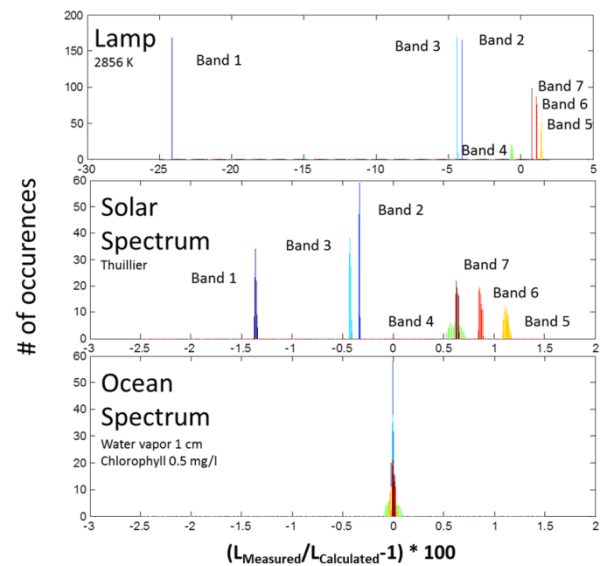 # of occurences
200
150
100
50
0
Lamp
2856 K
Band 1
Band 3
Band 2
Band 7
Band 6
Band 5
Band 4
-30 -25 -20 -15 -10 -5 0 5
60
50
40
30
20
10
0
Solar
Spectrum
Thuillier
Band 1
Band 3
Band 2
Band 4
Band 7
Band 6
Band 5
-3 -2.5 -2 -1.5 -1 -0.5 0 0.5 1 1.5 2
60
50
40
30
20
10
0
Ocean
Spectrum
Water vapor 1 cm
Chlorophyll 0.5 mg/l
-3 -2.5 -2 -1.5 -1 -0.5 0 0.5 1 1.5 2
(LMeasured/LCalculated-1) * 100